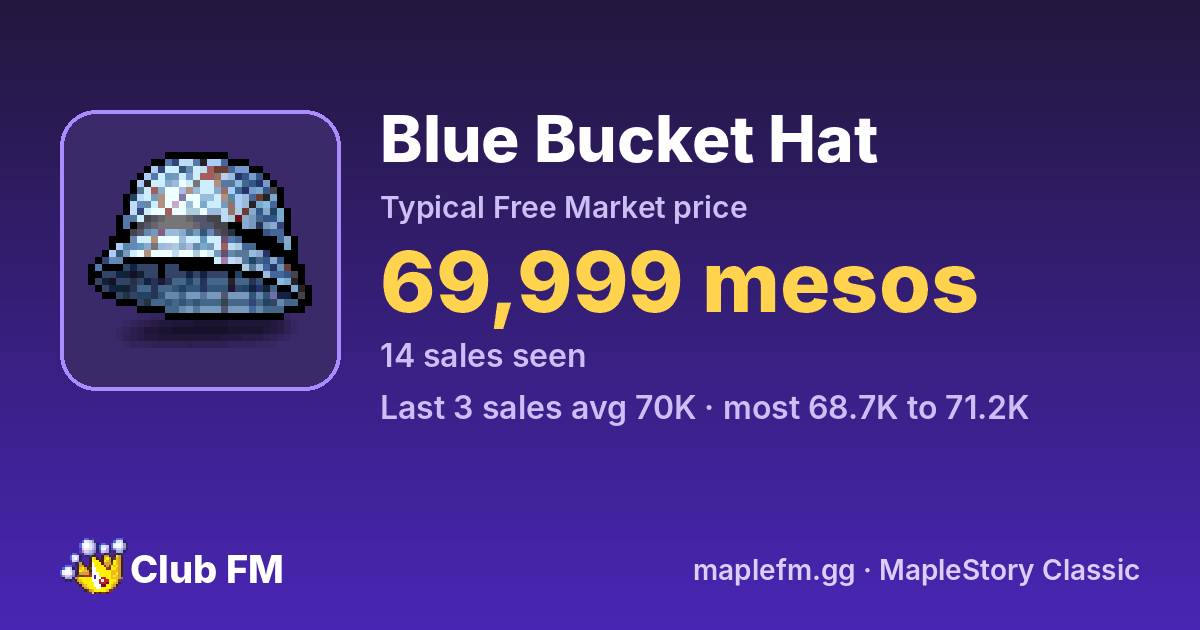 Blue Bucket Hat
Typical Free Market price
69,999 mesos
14 sales seen
Last 3 sales avg 70K · most 68.7K to 71.2K
Club FM
maplefm.gg · MapleStory Classic